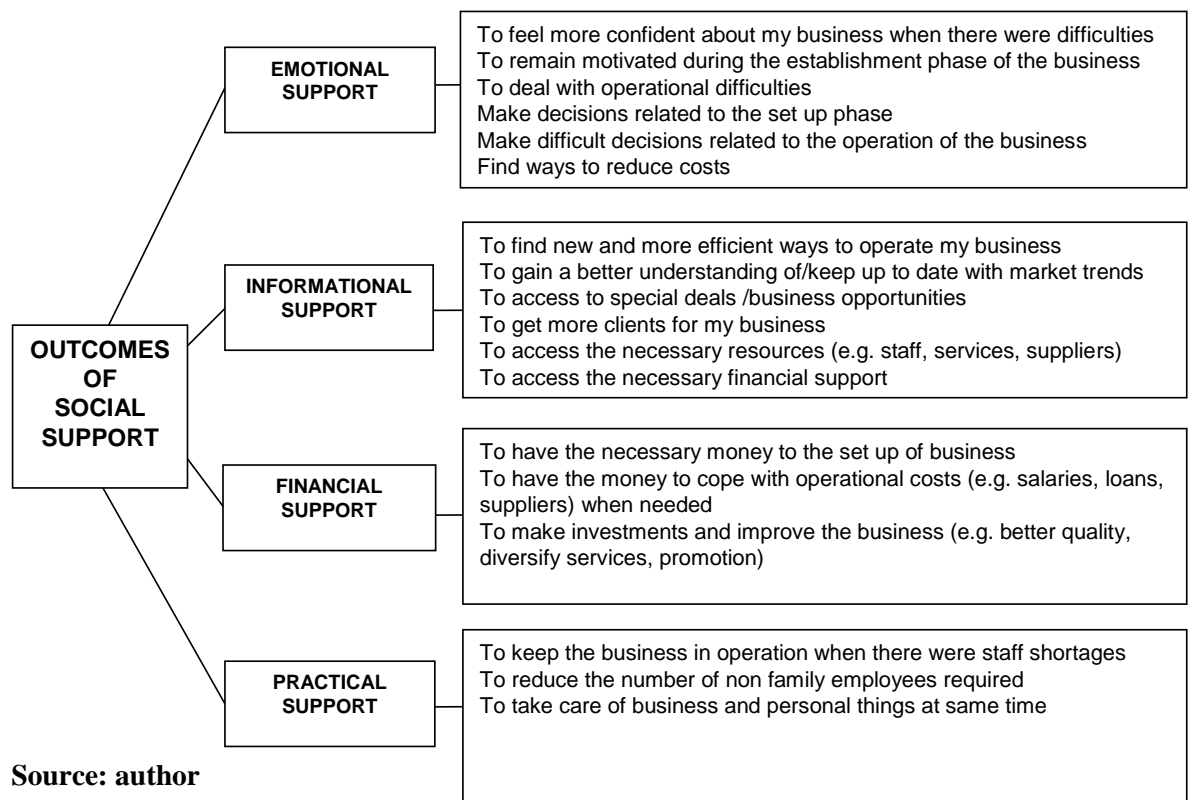 OUTCOMES
OF
SOCIAL
SUPPORT
EMOTIONAL
SUPPORT
To feel more confident about my business when there were difficulties
To remain motivated during the establishment phase of the business
To deal with operational difficulties
Make decisions related to the set up phase
Make difficult decisions related to the operation of the business
Find ways to reduce costs
INFORMATIONAL
SUPPORT
To find new and more efficient ways to operate my business
To gain a better understanding of/keep up to date with market trends
To access to special deals /business opportunities
To get more clients for my business
To access the necessary resources (e.g. staff, services, suppliers)
To access the necessary financial support
FINANCIAL
SUPPORT
To have the necessary money to the set up of business
To have the money to cope with operational costs (e.g. salaries, loans,
suppliers) when needed
To make investments and improve the business (e.g. better quality,
diversify services, promotion)
PRACTICAL
SUPPORT
To keep the business in operation when there were staff shortages
To reduce the number of non family employees required
To take care of business and personal things at same time
Source: author